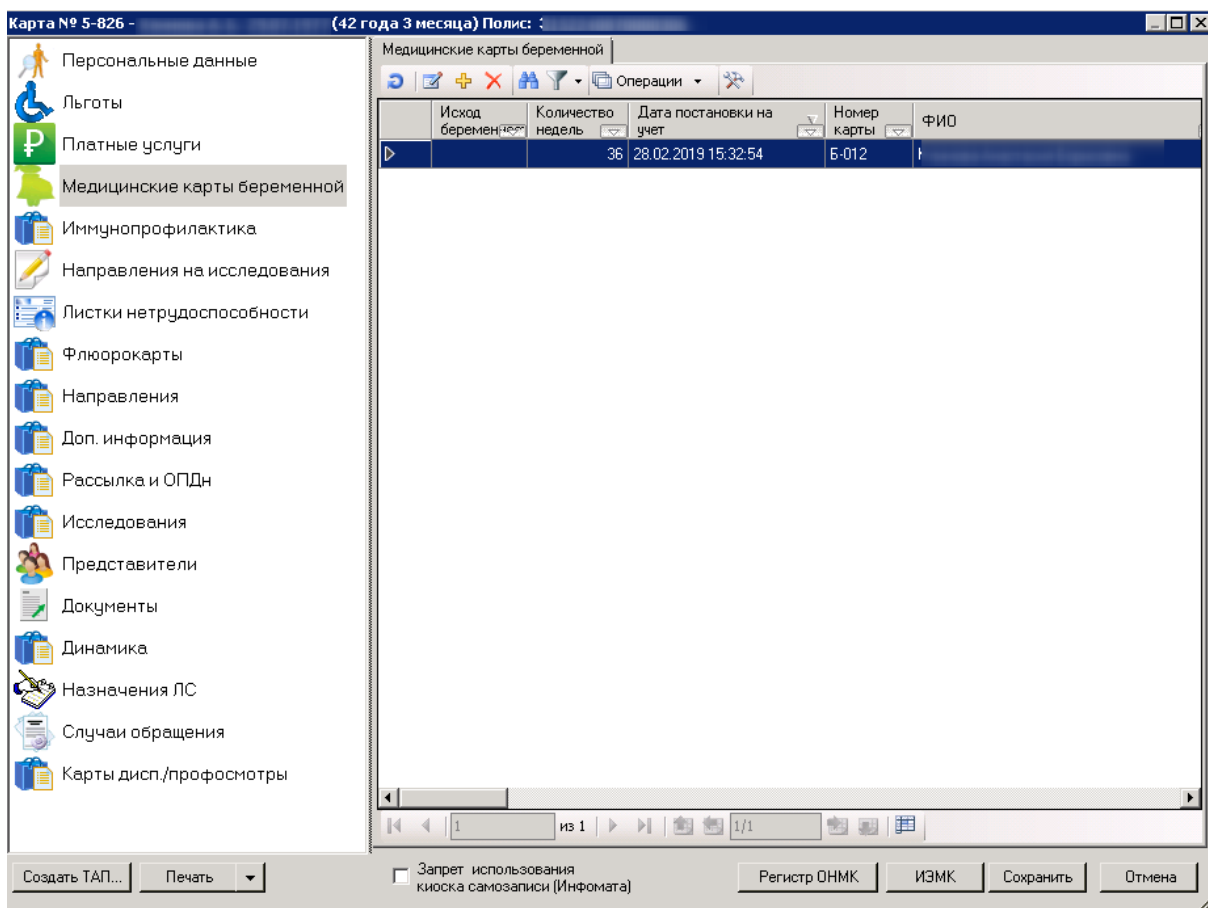 Карта № 5-826 - (42 года 3 месяца) Полис:
Персональные данные
Льготы
Платные услуги
Медицинские карты беременной
Иммунопрофилактика
Направления на исследования
Листки нетрудоспособности
Флюорокарты
Направления
Доп. информация
Рассылка и ОПДн
Исследования
Представители
Документы
Динамика
Назначения ЛС
Случаи обращения
Карты дисп./профосмотры
Медицинские карты беременной
Операции
Исход
Количество недель
Дата постановки на учет
Номер карты
ФИО
36 28.02.2019 15:32:54 Б-012
1 из 1 1/1
Создать ТАП...
Печать
Запрет использования
киоска самозаписи (Инфомата)
Регистр ОНМК
ИЭМК
Сохранить
Отмена